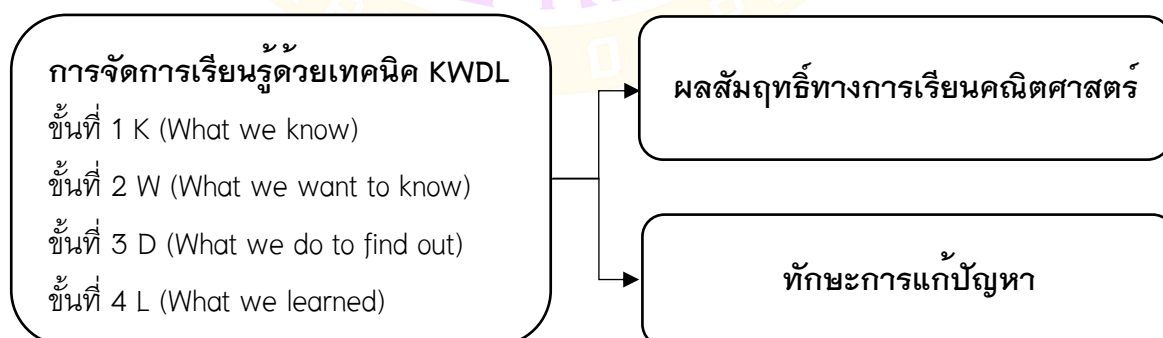 การจัดการเรียนรู้ด้วยเทคนิค KWDL
ขั้นที่ 1 K (What we know)
ขั้นที่ 2 W (What we want to know)
ขั้นที่ 3 D (What we do to find out)
ขั้นที่ 4 L (What we learned)
ผลสัมฤทธิ์ทางการเรียนคณิตศาสตร์
ทักษะการแก้ปัญหา